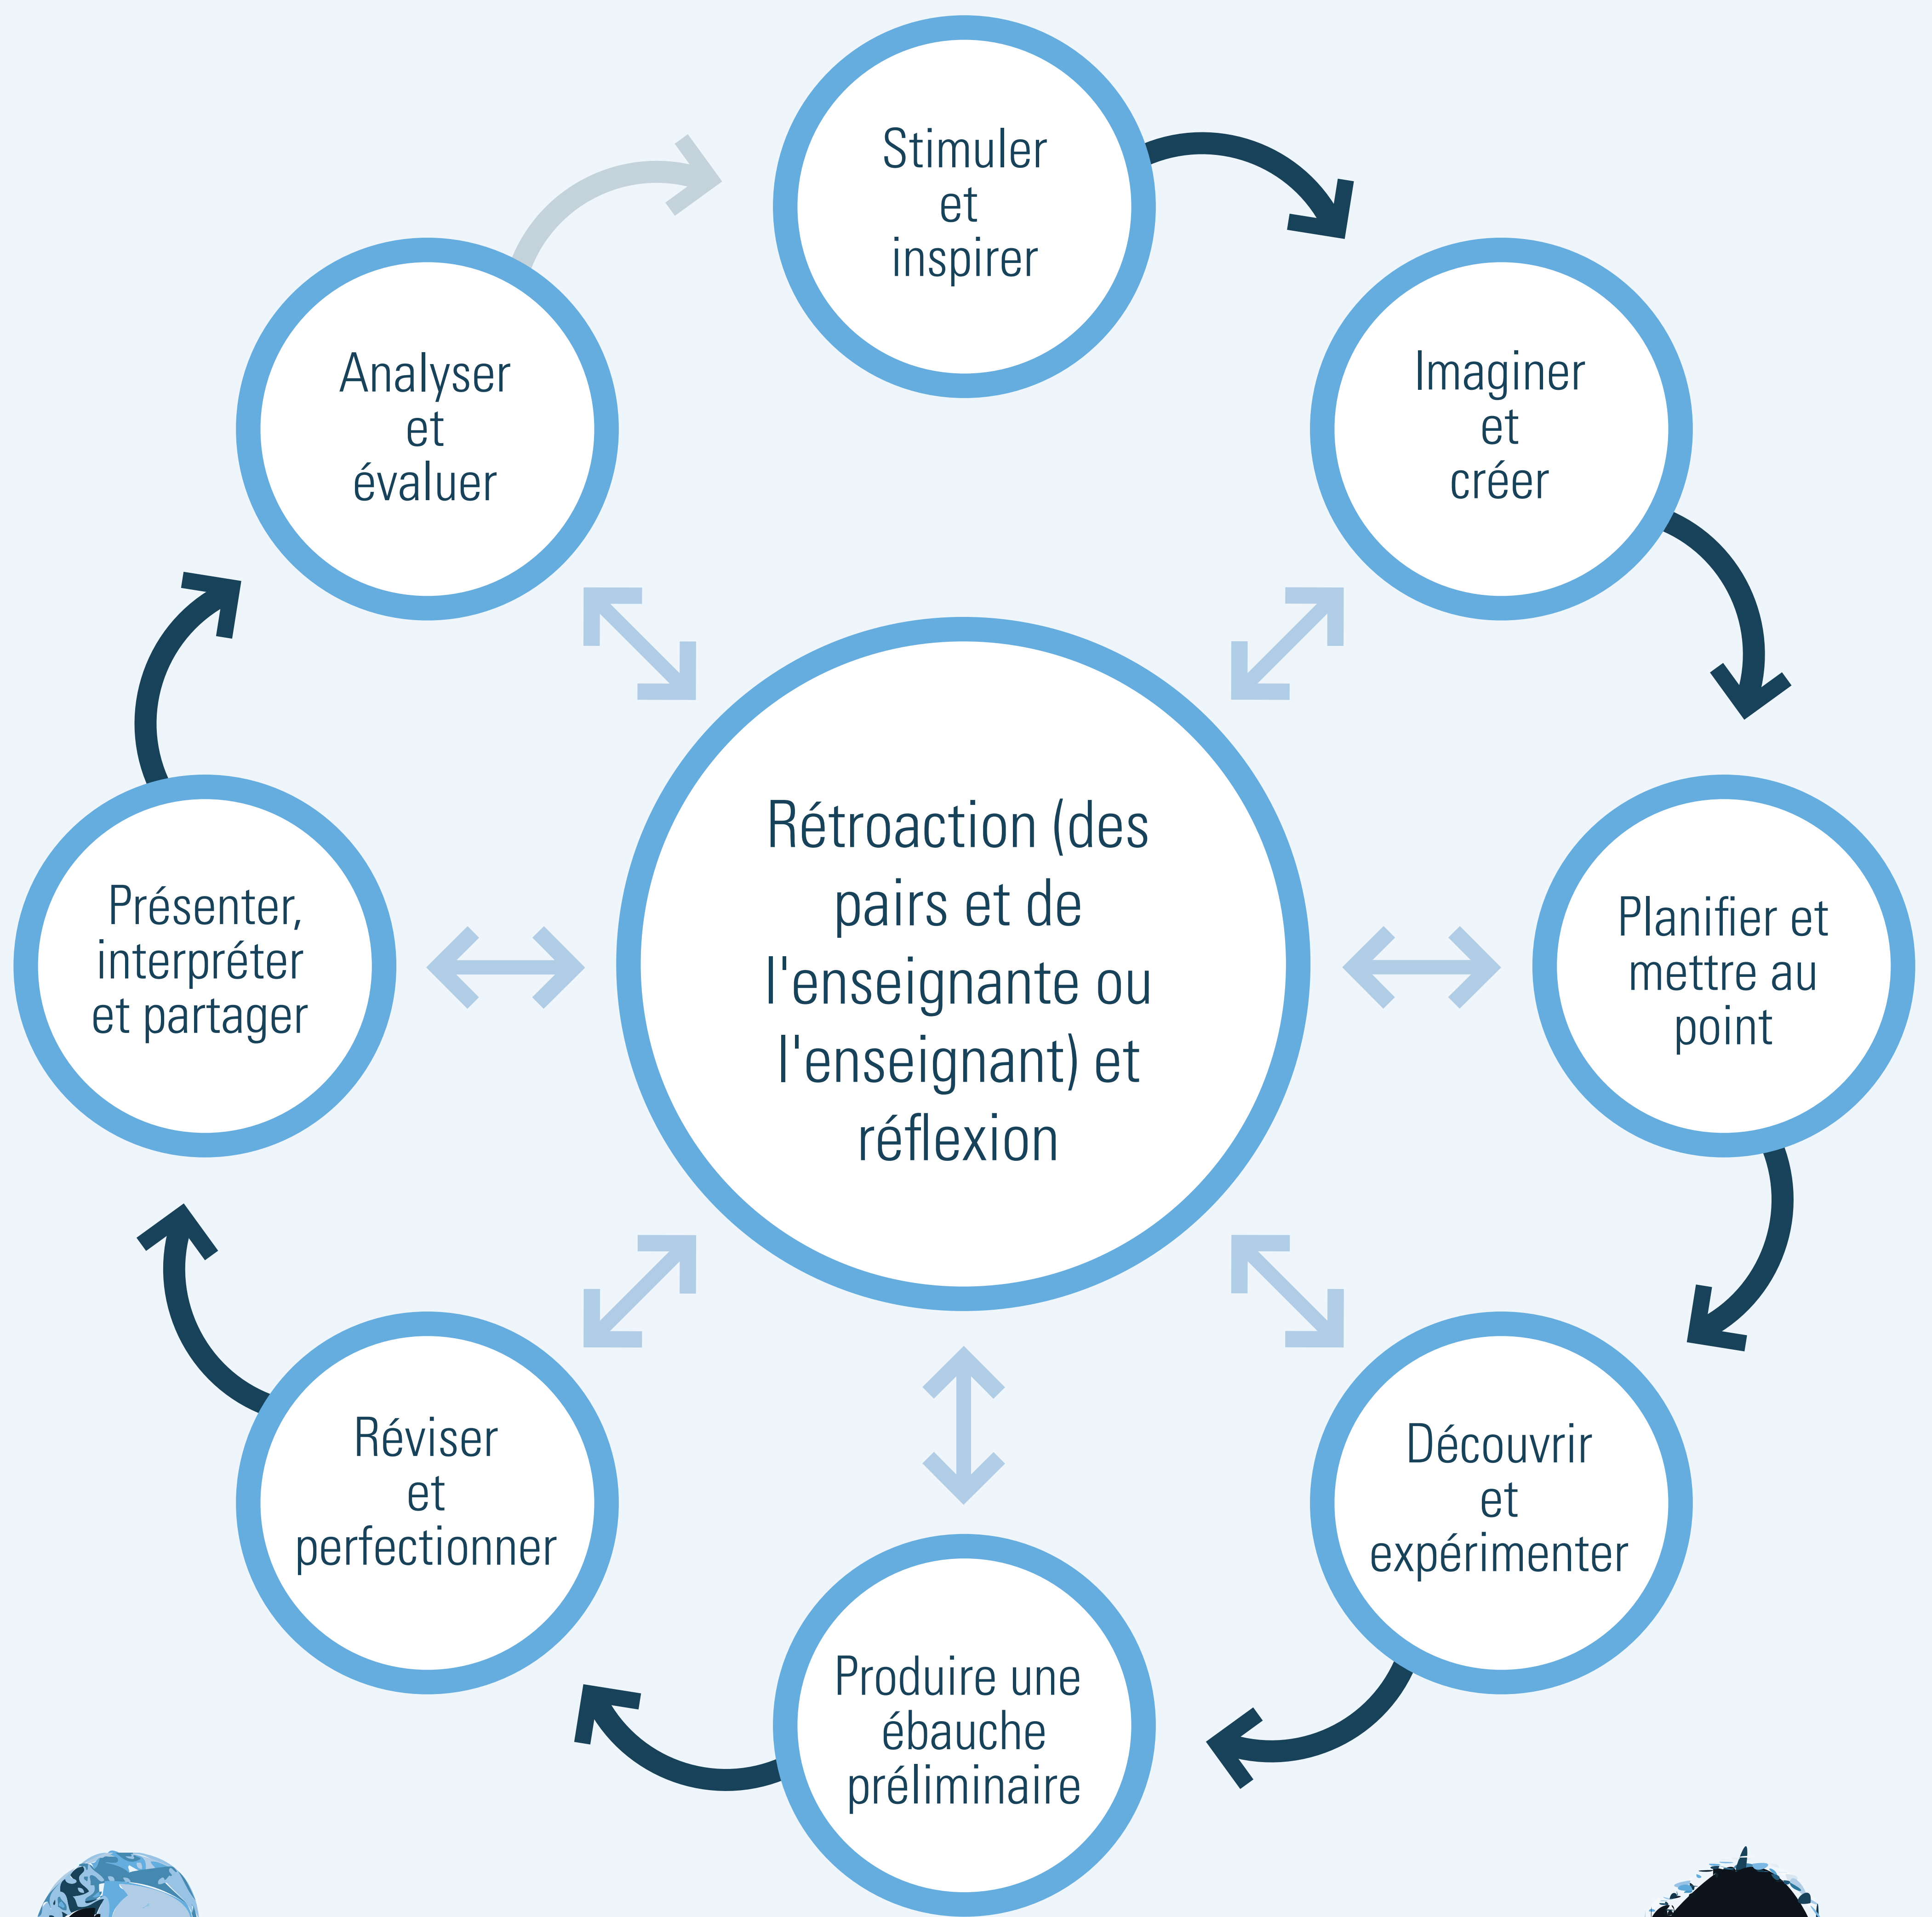 Stimuler
et
inspirer
Imaginer
et
créer
Planifier et
mettre au
point
Découvrir
et
expérimenter
Produire une
ébauche
préliminaire
Réviser
et
perfectionner
Présenter,
interpréter
et partager
Analyser
et
évaluer
Rétroaction (des
pairs et de
l'enseignante ou
l'enseignant) et
réflexion